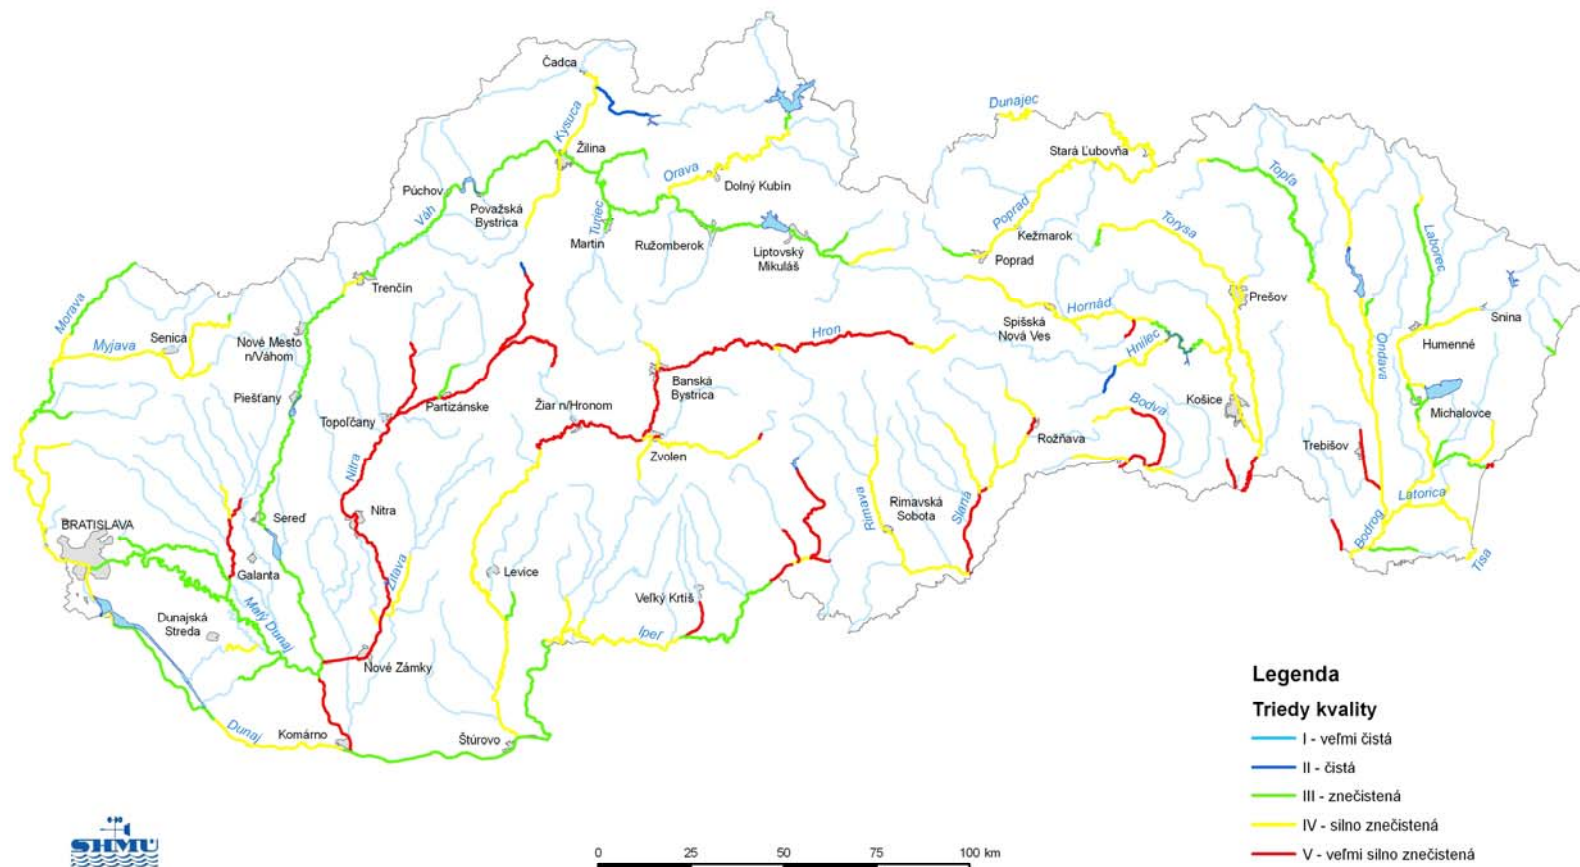 Čadca
Kysuca
Žilina
Dunajec
Stará Ľubovňa
Topľa
Orava
Dolný Kubín
Púchov
Považská
Bystrica
Váh
Turiec
Martin
Ružomberok
Liptovský
Mikuláš
Poprad
Kežmarok
Poprad
Torysa
Laborec
Trenčín
Prešov
Morava
Senica
Myjava
Nové Mesto
n/Váhom
Hron
Hornád
Spišská
Nová Ves
Hnilec
Ondava
Snina
Humenné
Piešťany
Topoľčany
Partizánske
Banská
Bystrica
Žiar n/Hronom
Zvolen
Bodva
Košice
Rožňava
Michalovce
Trebišov
Nitra
Nitra
Sereď
BRATISLAVA
Galanta
Žitava
Levice
Rimava
Rimavská
Sobota
Slaná
Latorica
Bodrog
Tisa
Malý Dunaj
Dunajská
Streda
Veľký Krtíš
Ipeľ
Nové Zámky
Dunaj
Komárno
Štúrovo
Legenda
Triedy kvality
I - veľmi čistá
II - čistá
III - znečistená
IV - silno znečistená
V - veľmi silno znečistená
SHMÚ
0 25 50 75 100 km